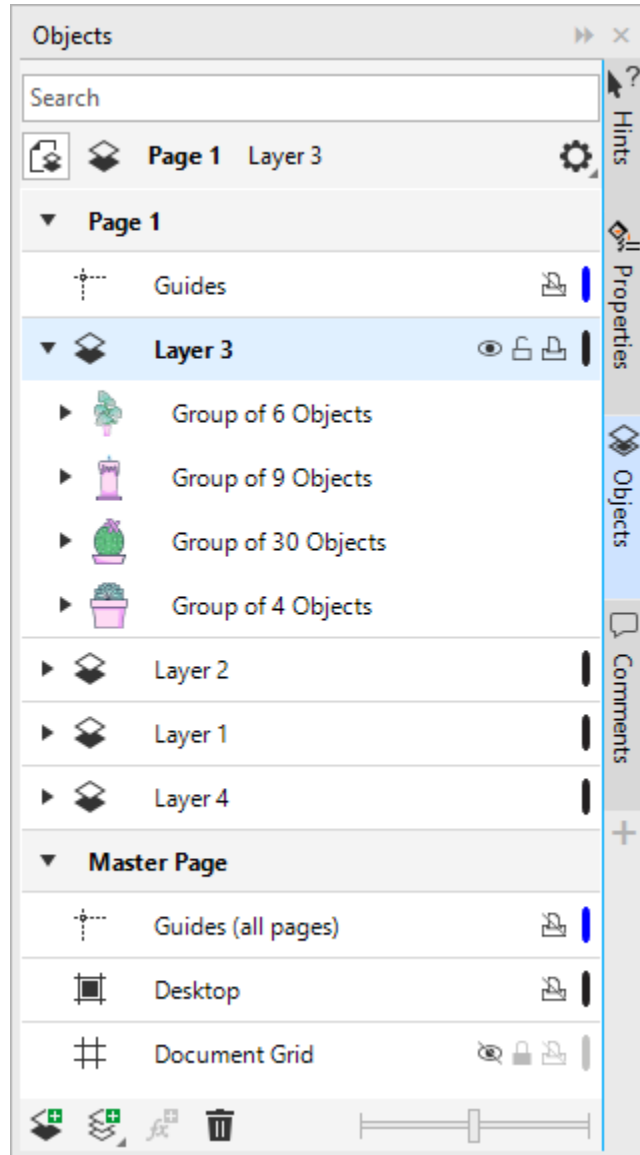 Objects
Search
Page 1 Layer 3
Page 1
Guides
Layer 3
Group of 6 Objects
Group of 9 Objects
Group of 30 Objects
Group of 4 Objects
Layer 2
Layer 1
Layer 4
Master Page
Guides (all pages)
Desktop
Document Grid
Hints
Properties
Objects
Comments